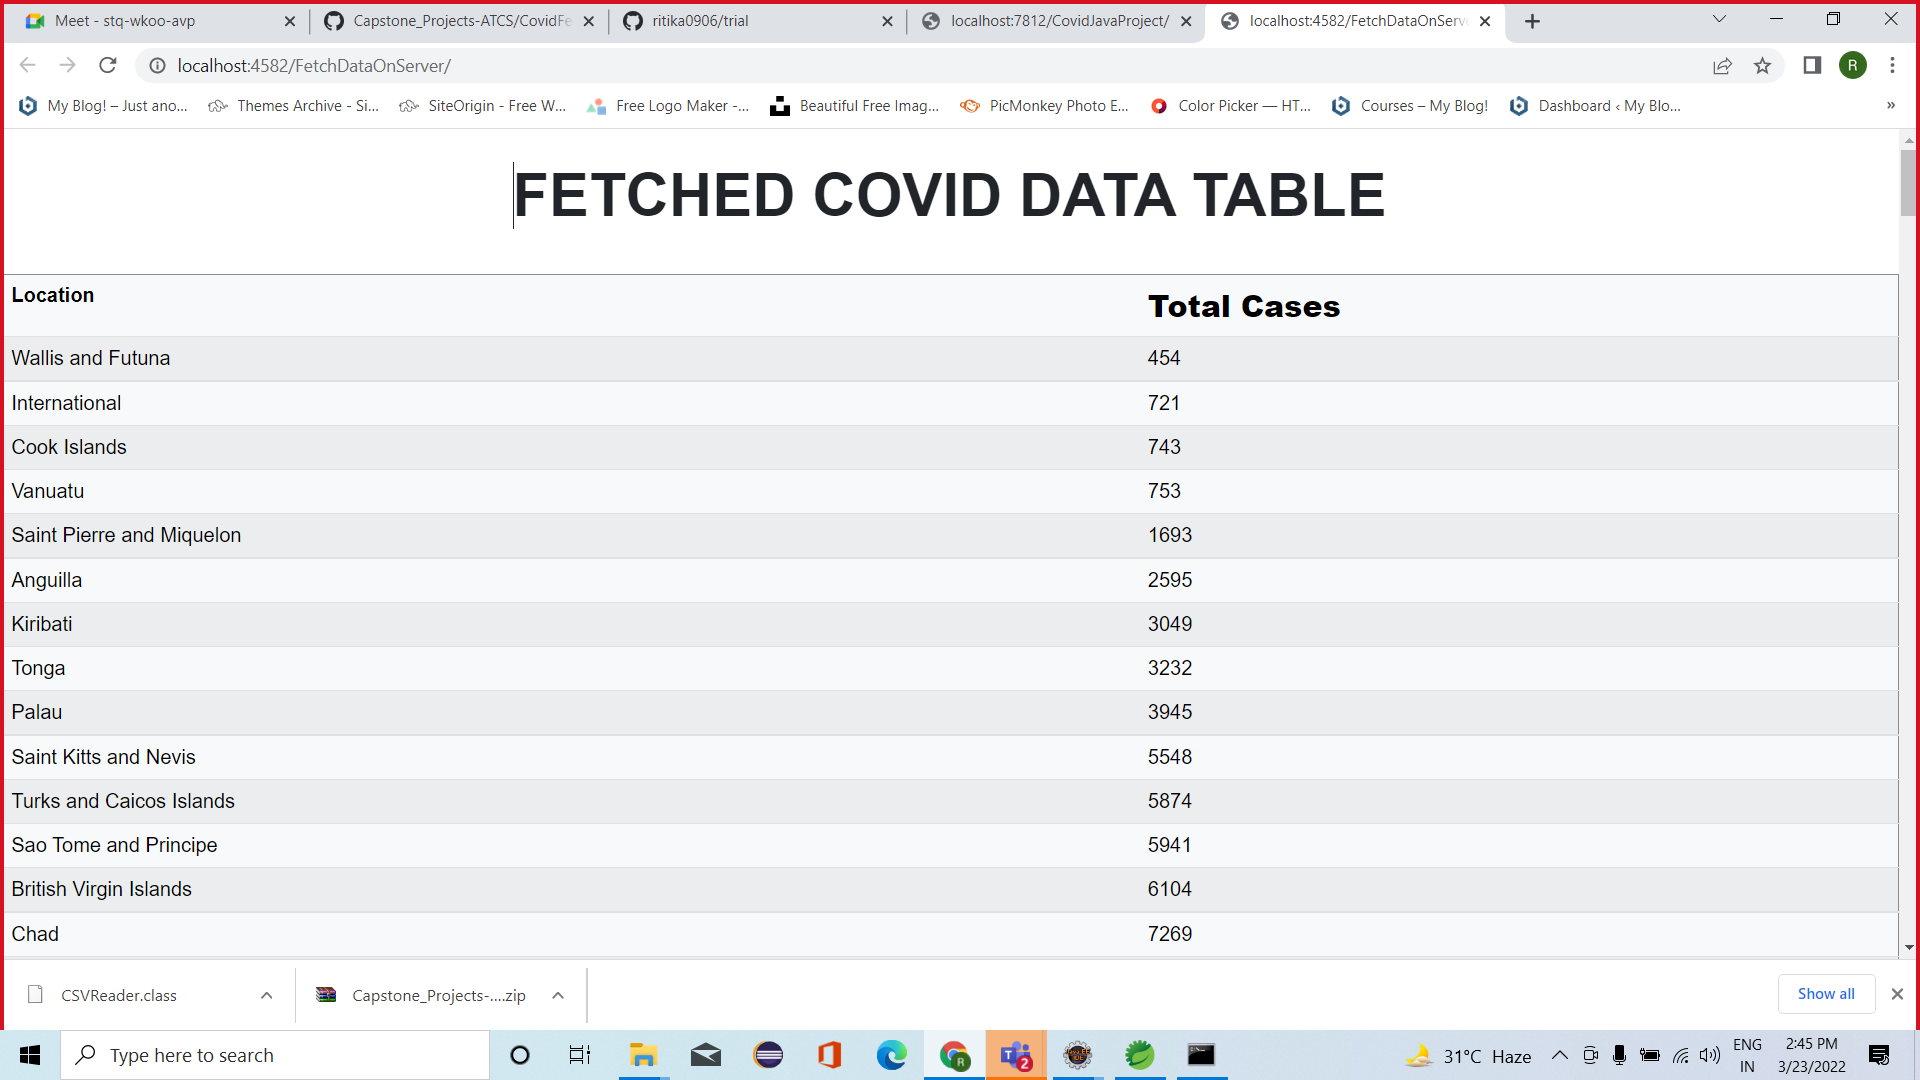 Meet - stq-wkoo-avp
Capstone_Projects-ATCS/CovidFe
ritika0906/trial
localhost:7812/CovidJavaProject/
localhost:4582/FetchDataOnServe
localhost:4582/FetchDataOnServer/
R
My Blog! – Just ano...
Themes Archive - Si...
SiteOrigin - Free W...
Free Logo Maker -...
Beautiful Free Imag...
PicMonkey Photo E...
Color Picker — HT...
Courses – My Blog!
Dashboard ‹ My Blo...
»
FETCHED COVID DATA TABLE
Location Total Cases
Wallis and Futuna 454
International 721
Cook Islands 743
Vanuatu 753
Saint Pierre and Miquelon 1693
Anguilla 2595
Kiribati 3049
Tonga 3232
Palau 3945
Saint Kitts and Nevis 5548
Turks and Caicos Islands 5874
Sao Tome and Principe 5941
British Virgin Islands 6104
Chad 7269
CSVReader.class
Capstone_Projects-....zip
Show all
Type here to search
R
T
2
31°C Haze
ENG
IN
2:45 PM
3/23/2022